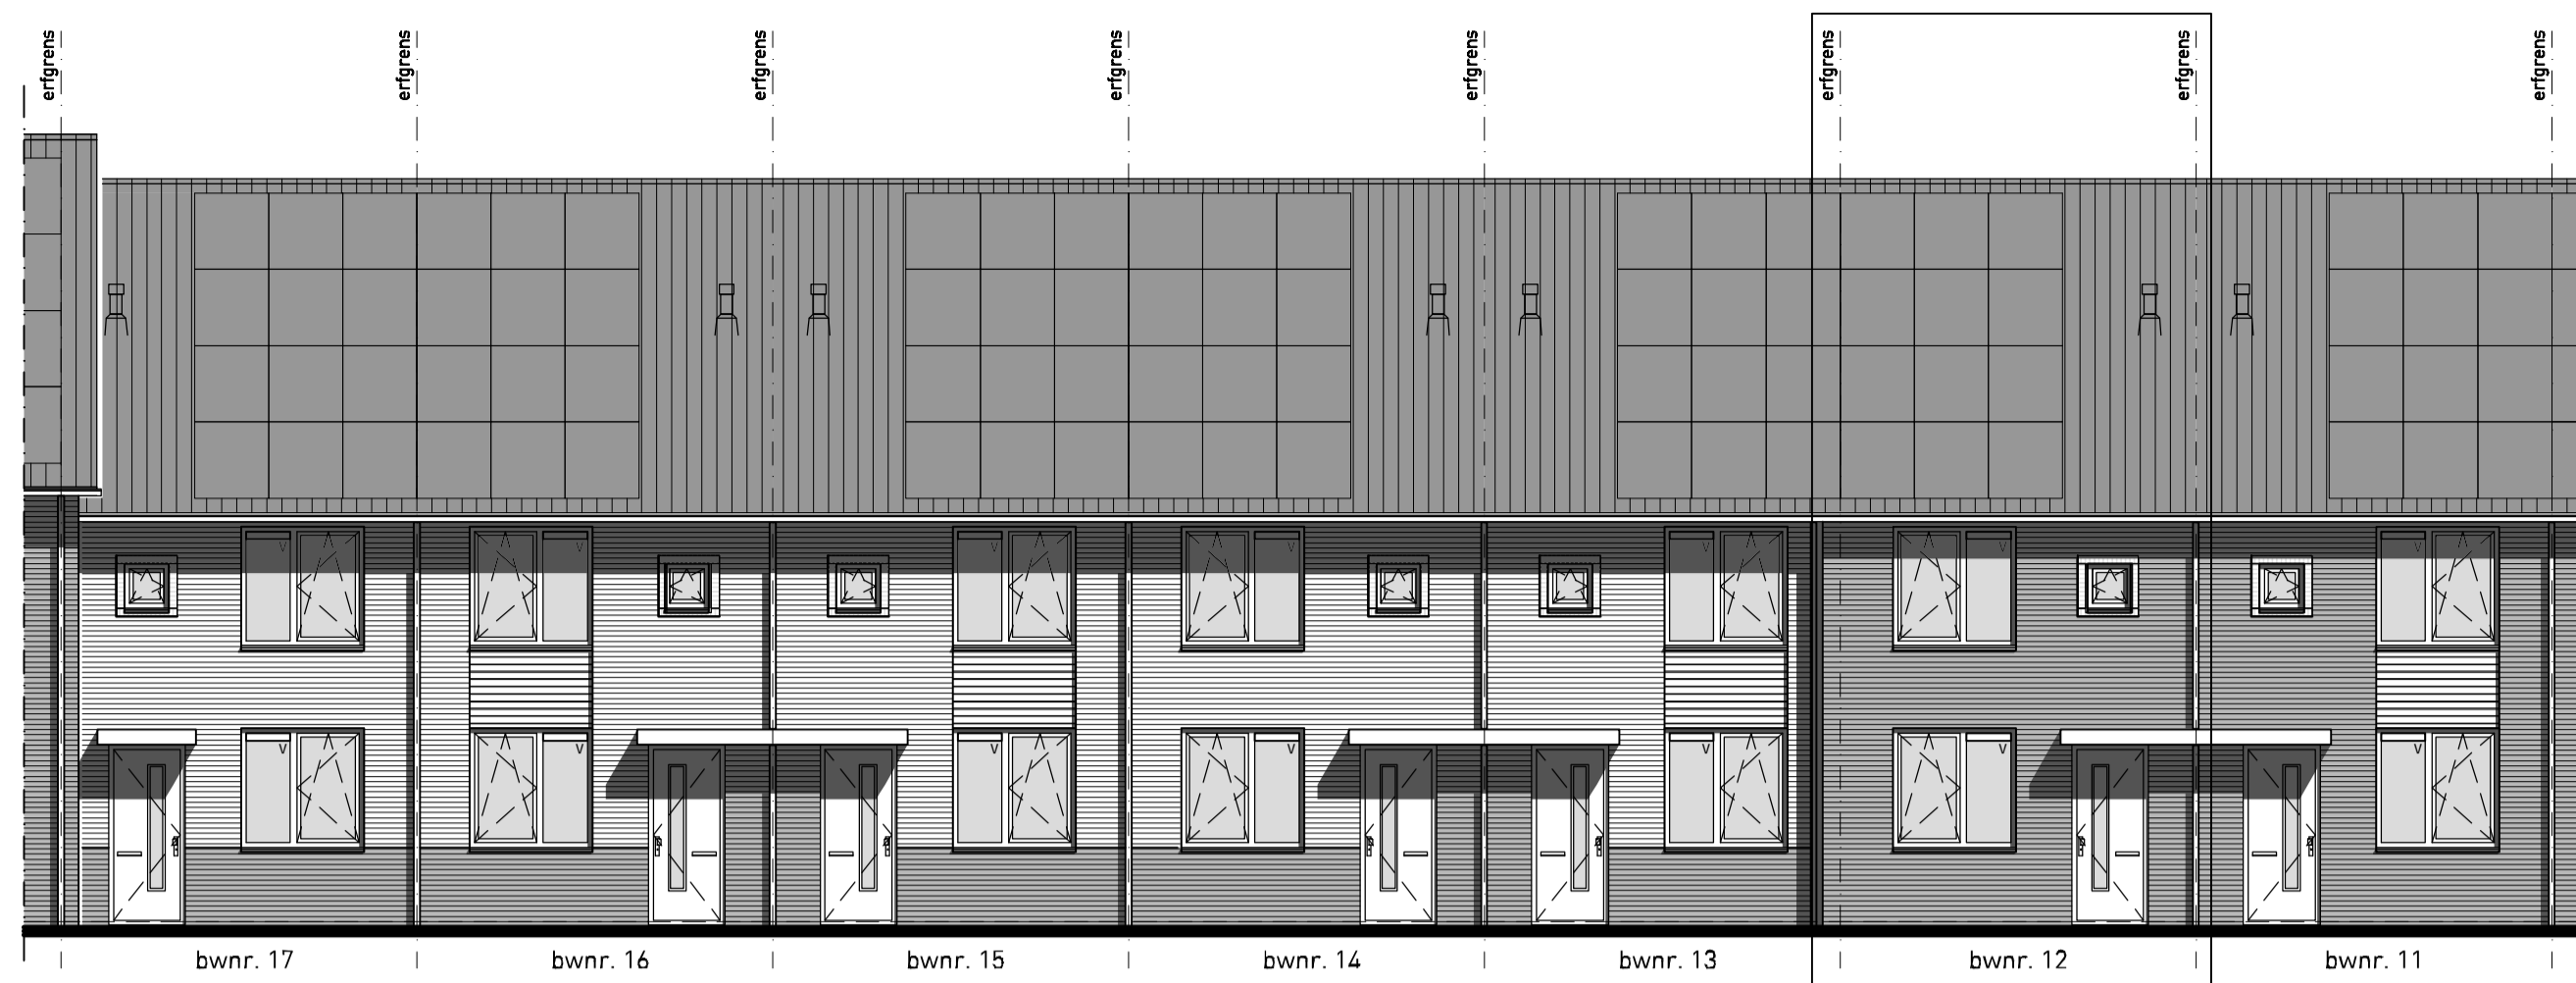 erfgrens
erfgrens
erfgrens
erfgrens
erfgrens
erfgrens
erfgrens
erfgrens
V
V
V
V
V
V
V
V
V
V
V
V
V
V
bwnr. 17
bwnr. 16
bwnr. 15
bwnr. 14
bwnr. 13
bwnr. 12
bwnr. 11